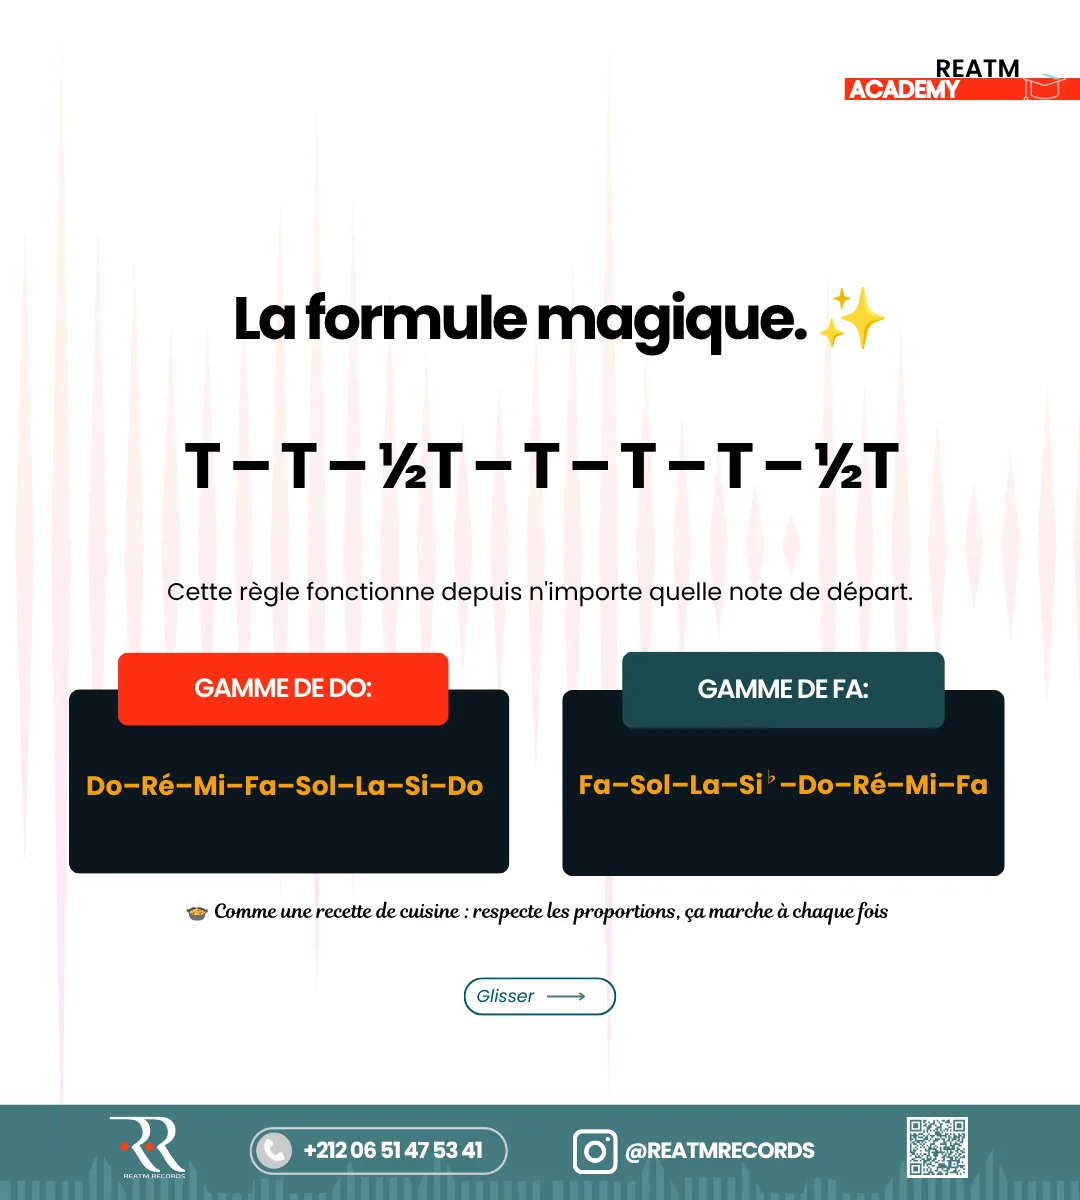 REATM
ACADEMY
La formule magique. ✨
T – T – ½T – T – T – T – ½T
Cette règle fonctionne depuis n'importe quelle note de départ.
GAMME DE DO:
Do–Ré–Mi–Fa–Sol–La–Si–Do
GAMME DE FA:
Fa–Sol–La–Si♭–Do–Ré–Mi–Fa
🍲 Comme une recette de cuisine : respecte les proportions, ça marche à chaque fois
Glisser ⟶
RR
REATM RECORDS
+212 06 51 47 53 41
@REATMRECORDS